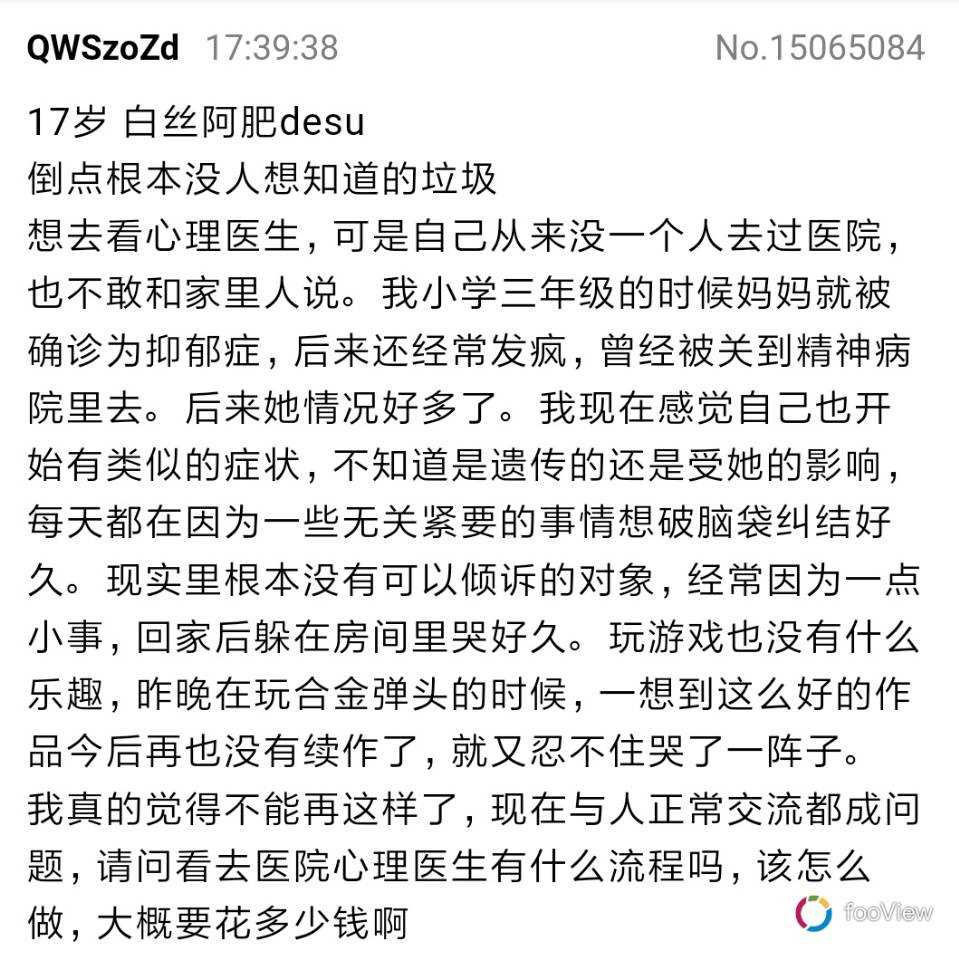 QWSzoZd 17:39:38 No.15065084
17岁 白丝阿肥desu
倒点根本没人想知道的垃圾
想去看心理医生，可是自己从来没一个人去过医院，
也不敢和家里人说。我小学三年级的时候妈妈就被
确诊为抑郁症，后来还经常发疯，曾经被关到精神病
院里去。后来她情况好多了。我现在感觉自己也开
始有类似的症状，不知道是遗传的还是受她的影响，
每天都在因为一些无关紧要的事情想破脑袋纠结好
久。现实里根本没有可以倾诉的对象，经常因为一点
小事，回家后躲在房间里哭好久。玩游戏也没有什么
乐趣，昨晚在玩合金弹头的时候，一想到这么好的作
品今后再也没有续作了，就又忍不住哭了一阵子。
我真的觉得不能再这样了，现在与人正常交流都成问
题，请问看去医院心理医生有什么流程吗，该怎么
做，大概要花多少钱啊
fooView